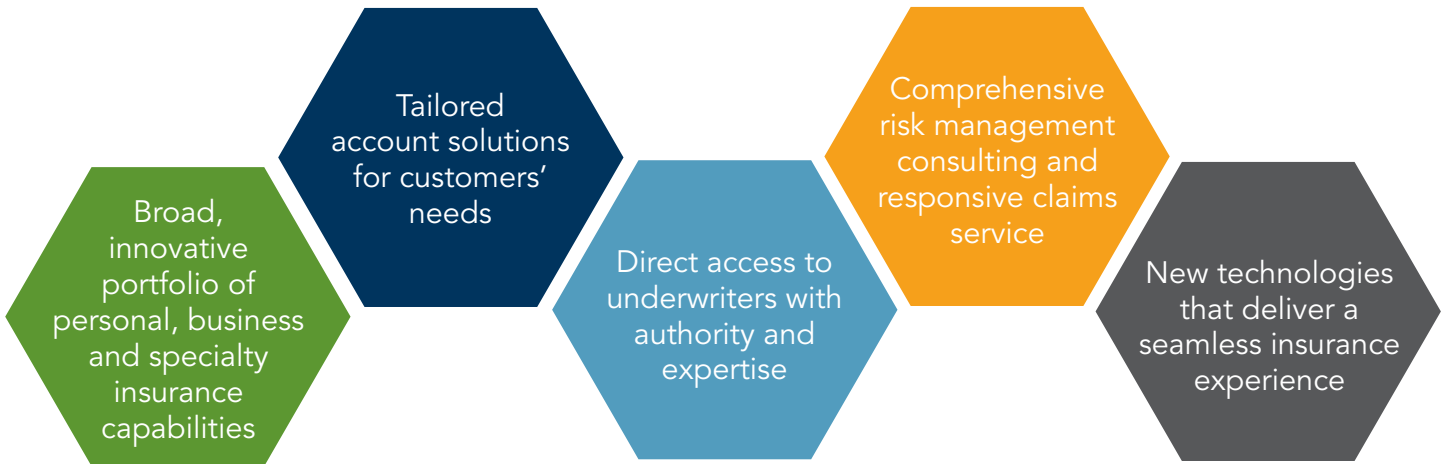 Broad,
innovative
portfolio of
personal, business
and specialty
insurance
capabilities
Tailored
account solutions
for customers’
needs
Direct access to
underwriters with
authority and
expertise
Comprehensive
risk management
consulting and
responsive claims
service
New technologies
that deliver a
seamless insurance
experience